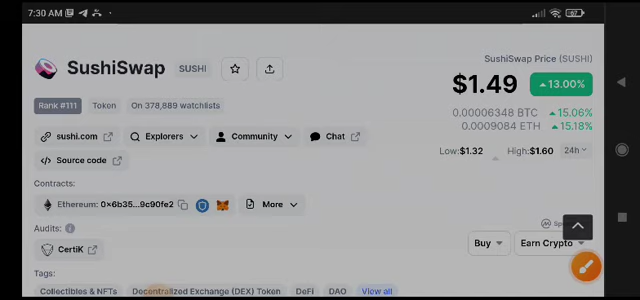 7:30 AM
67
SushiSwap SUSHI
SushiSwap Price (SUSHI)
$1.49 13.00%
Rank #111 Token On 378,889 watchlists
0.00006348 BTC 15.06%
0.0009084 ETH 15.18%
sushi.com Explorers Community Chat
Low:$1.32 High:$1.60 24h
Source code
Contracts:
Ethereum: 0x6b35...9c90fe2 More
Audits:
CertiK
Buy Earn Crypto
Tags:
Collectibles & NFTs Decentralized Exchange (DEX) Token DeFi DAO View all